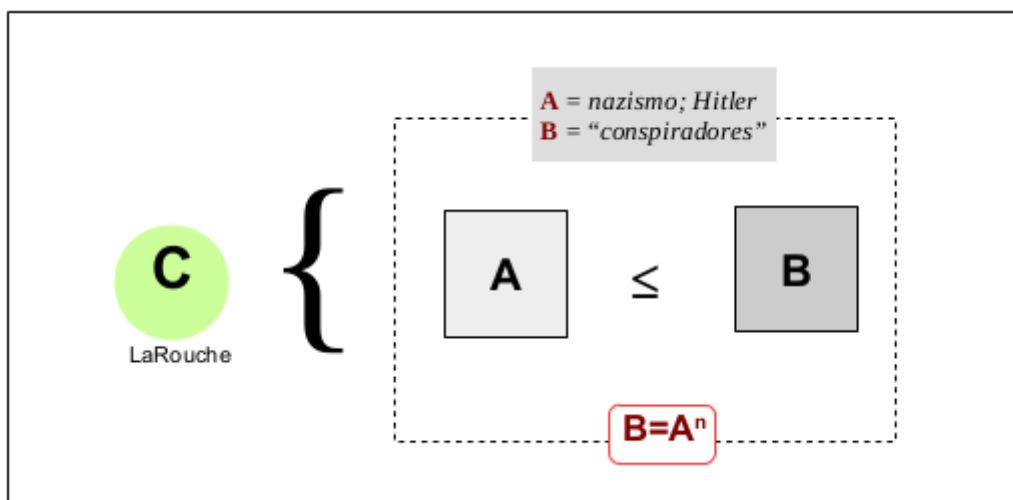 A = nazismo; Hitler
B = “conspiradores”
C
{
A
≤
B
LaRouche
B=Aⁿ